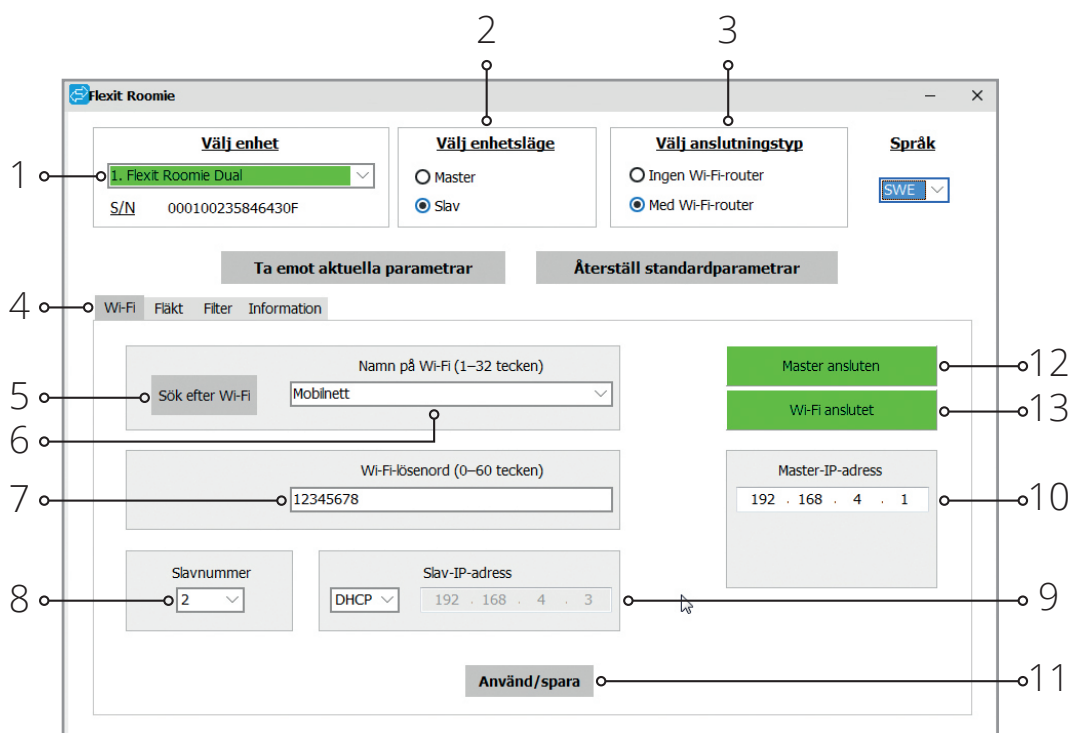 2 3
Flexit Roomie
Välj enhet
Välj enhetsläge
Välj anslutningstyp
Språk
1
1. Flexit Roomie Dual
Master
Ingen Wi-Fi-router
SWE
S/N 000100235846430F
Slav
Med Wi-Fi-router
Ta emot aktuella parametrar
Återställ standardparametrar
4
Wi-Fi Fläkt Filter Information
Namn på Wi-Fi (1–32 tecken)
Master ansluten
12
5
Sök efter Wi-Fi
Mobilnett
Wi-Fi anslutet
13
6
Wi-Fi-lösenord (0–60 tecken)
Master-IP-adress
7
12345678
192 . 168 . 4 . 1
10
Slavnummer
Slav-IP-adress
8
2
DHCP
192 . 168 . 4 . 3
9
Använd/spara
11